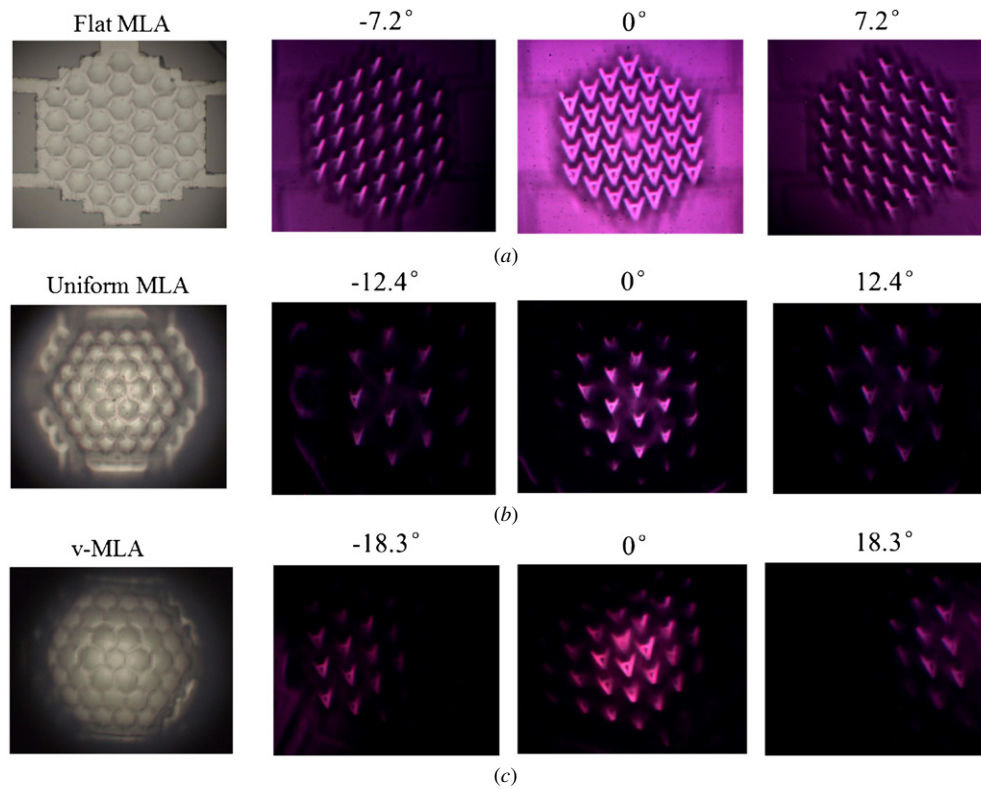 Flat MLA -7.2° 0° 7.2°
(a)
Uniform MLA -12.4° 0° 12.4°
(b)
v-MLA -18.3° 0° 18.3°
(c)